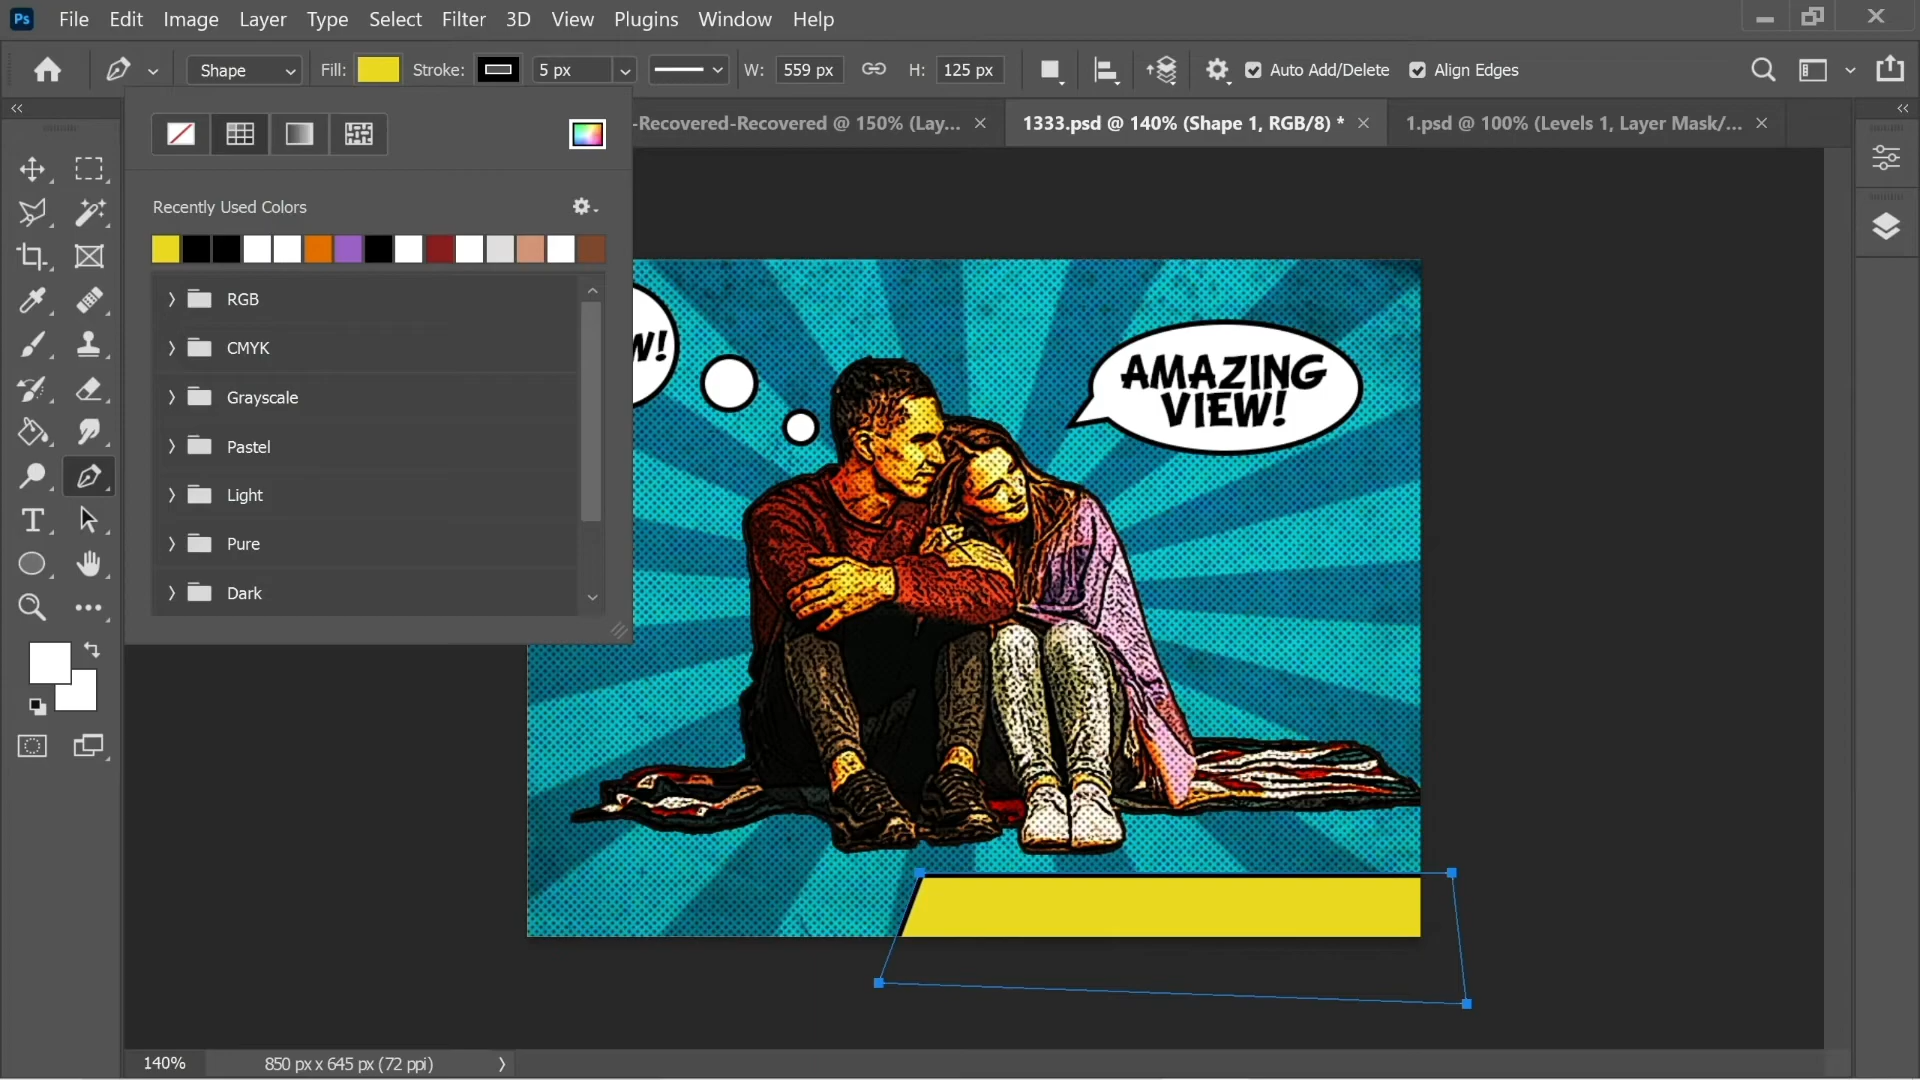 Ps File Edit Image Layer Type Select Filter 3D View Plugins Window Help
Shape Fill: Stroke: 5 px W: 559 px H: 125 px Auto Add/Delete Align Edges
-Recovered-Recovered @ 150% (Lay... 1333.psd @ 140% (Shape 1, RGB/8) * 1.psd @ 100% (Levels 1, Layer Mask/...
Recently Used Colors
RGB
CMYK
Grayscale
Pastel
Light
Pure
Dark
W!
AMAZING
VIEW!
T
140% 850 px x 645 px (72 ppi)